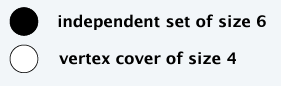 independent set of size 6
vertex cover of size 4